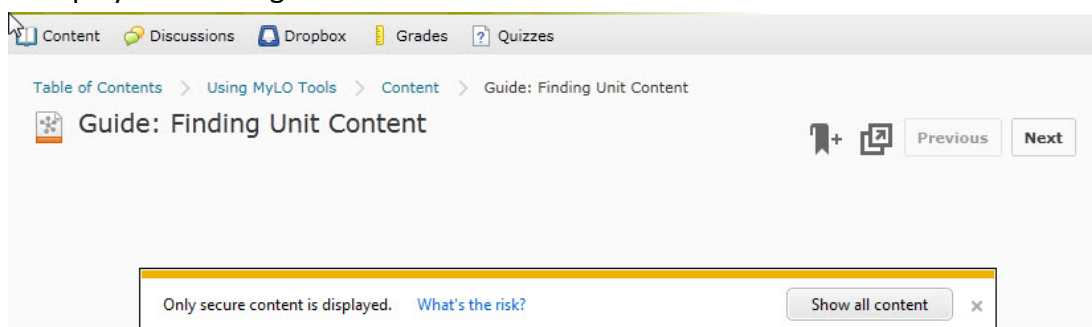 Content Discussions Dropbox Grades Quizzes
Table of Contents > Using MyLO Tools > Content > Guide: Finding Unit Content
Guide: Finding Unit Content
+ Previous Next
Only secure content is displayed. What's the risk? Show all content ×